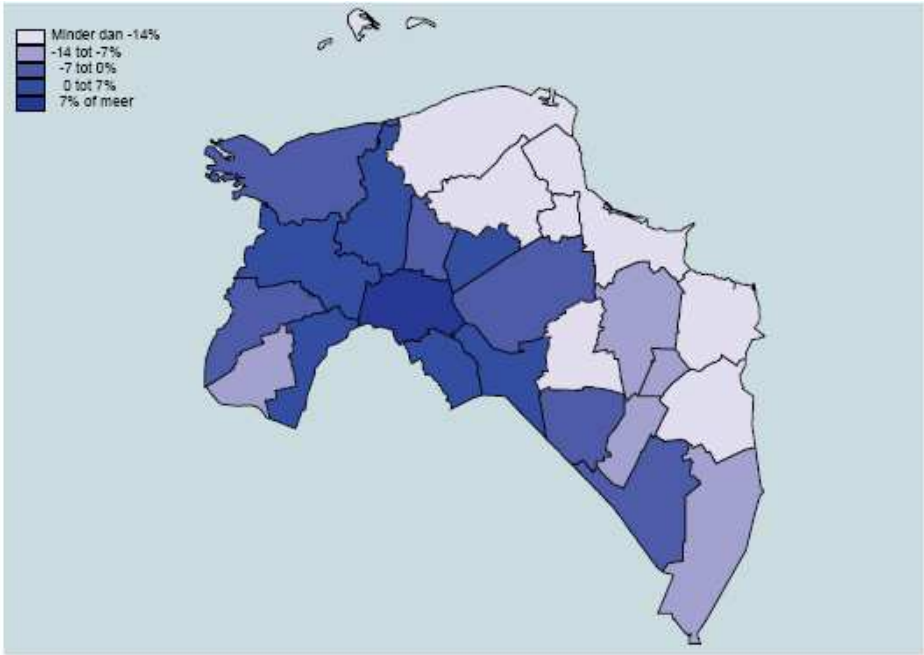 Minder dan -14%
-14 tot -7%
-7 tot 0%
0 tot 7%
7% of meer